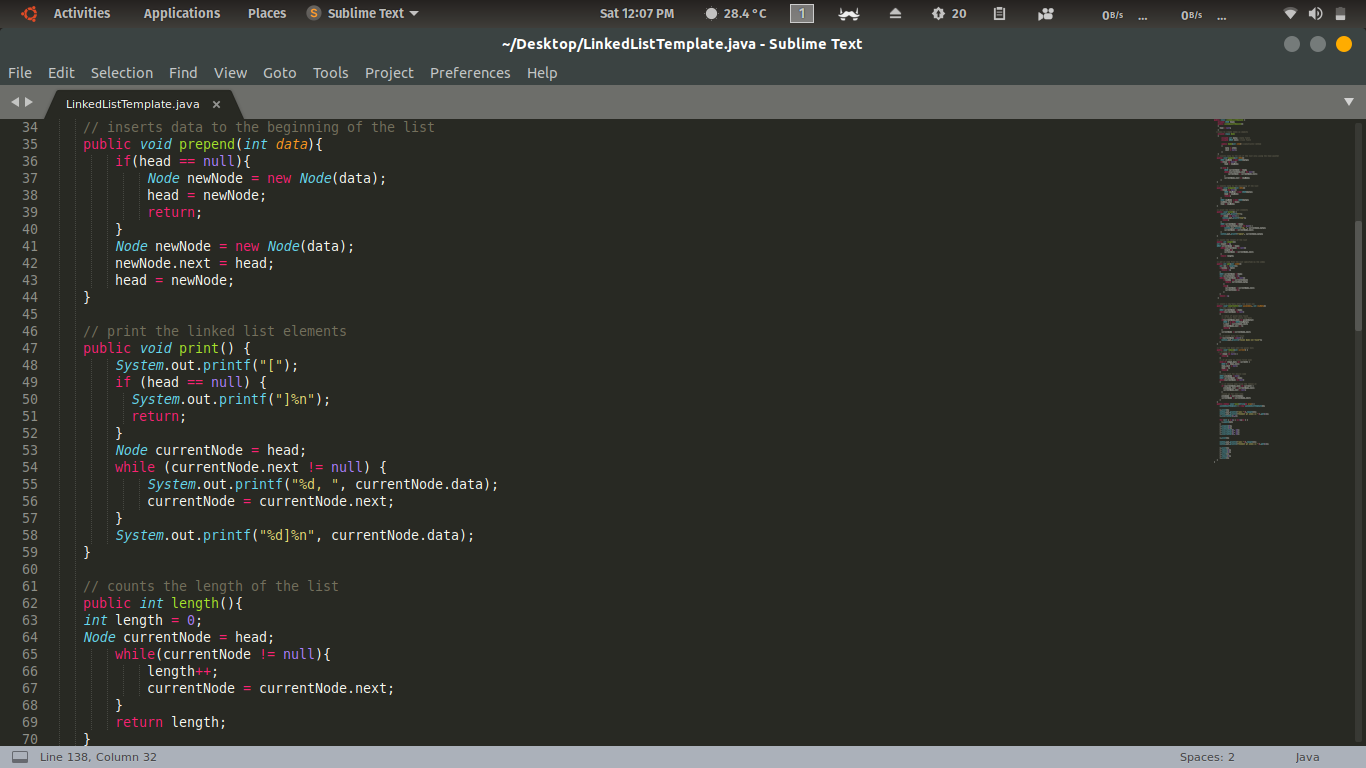 Activities Applications Places Sublime Text Sat 12:07 PM 28.4°C 1 20 0B/s ... 0B/s ...
~/Desktop/LinkedListTemplate.java - Sublime Text
File Edit Selection Find View Goto Tools Project Preferences Help
LinkedListTemplate.java ×
34 // inserts data to the beginning of the list
35 public void prepend(int data){
36 if(head == null){
37 Node newNode = new Node(data);
38 head = newNode;
39 return;
40 }
41 Node newNode = new Node(data);
42 newNode.next = head;
43 head = newNode;
44 }
45
46 // print the linked list elements
47 public void print() {
48 System.out.printf("[");
49 if (head == null) {
50 System.out.printf("]%n");
51 return;
52 }
53 Node currentNode = head;
54 while (currentNode.next != null) {
55 System.out.printf("%d, ", currentNode.data);
56 currentNode = currentNode.next;
57 }
58 System.out.printf("%d]%n", currentNode.data);
59 }
60
61 // counts the length of the list
62 public int length(){
63 int length = 0;
64 Node currentNode = head;
65 while(currentNode != null){
66 length++;
67 currentNode = currentNode.next;
68 }
69 return length;
70 }
Line 138, Column 32 Spaces: 2 Java